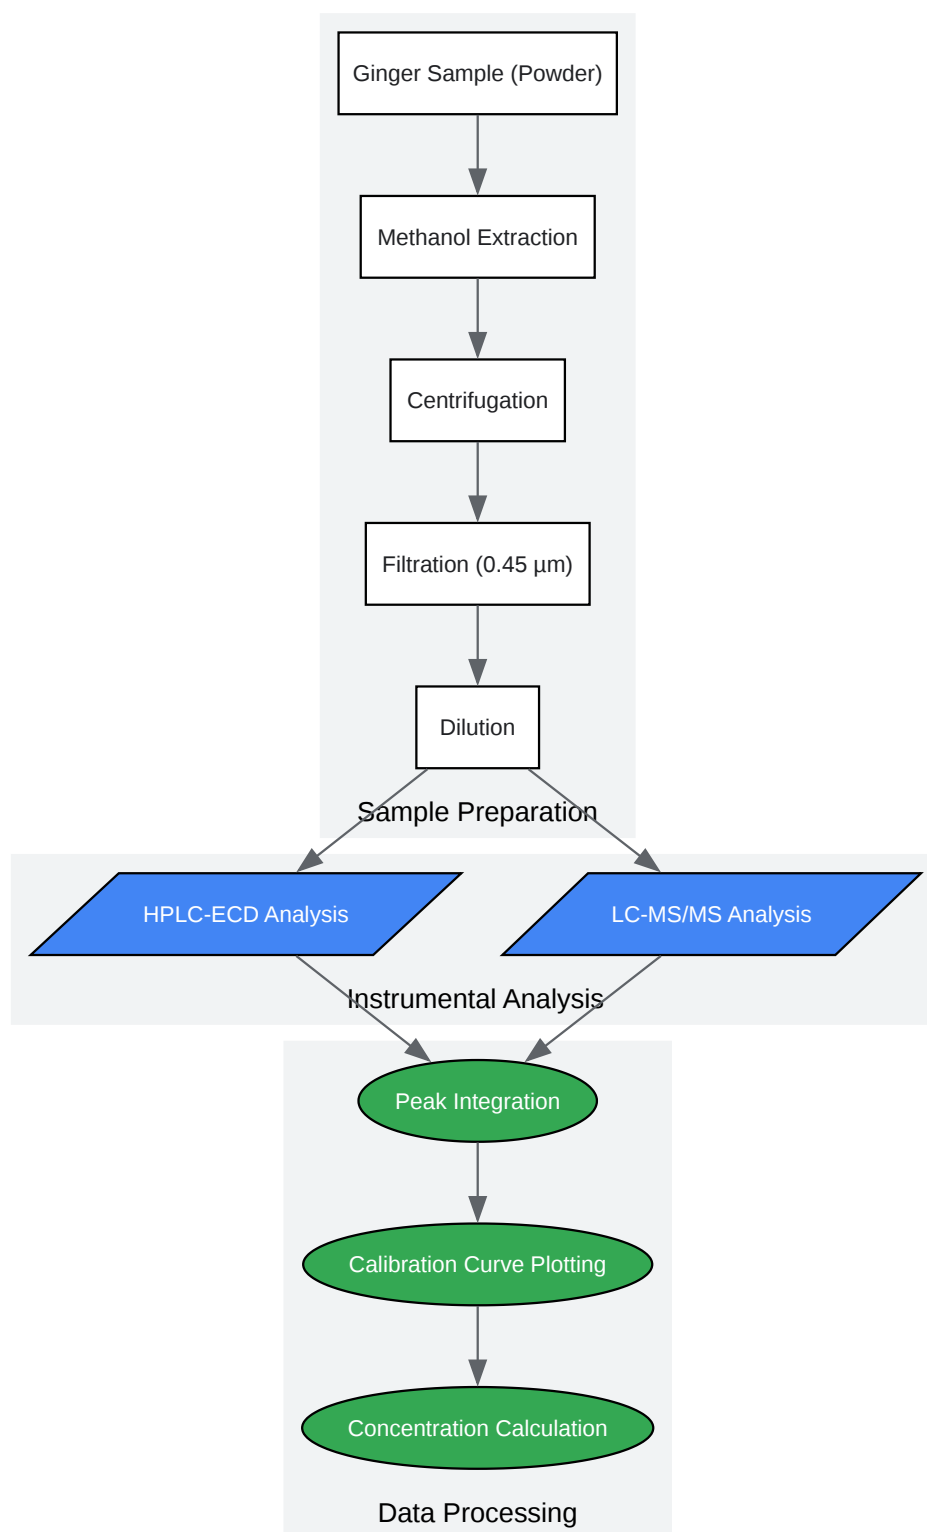 Ginger Sample (Powder)
Methanol Extraction
Centrifugation
Filtration (0.45 µm)
Dilution
Sample Preparation
HPLC-ECD Analysis
LC-MS/MS Analysis
Instrumental Analysis
Peak Integration
Calibration Curve Plotting
Concentration Calculation
Data Processing